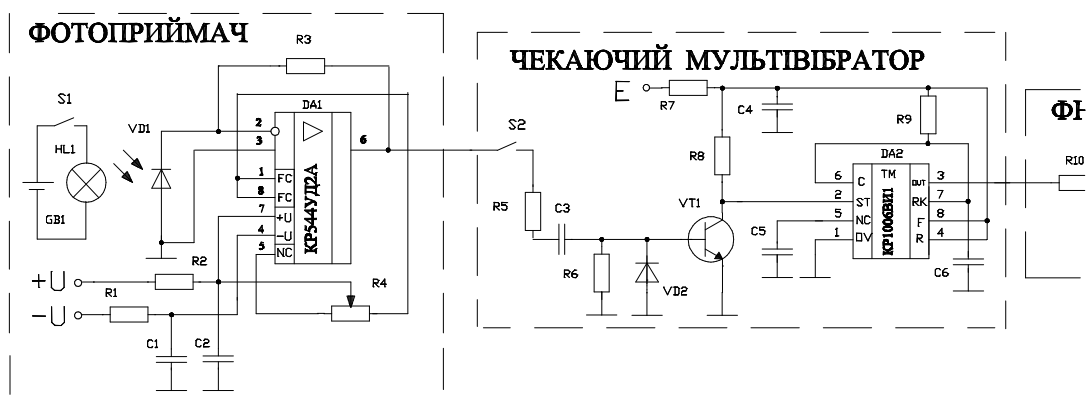 ФОТОПРИЙМАЧ
ЧЕКАЮЧИЙ МУЛЬТІВІБРАТОР
R3
DA1
S1
VD1
HL1
GB1
2
3
6
1 FC
8 FC
7 +U
4 -U
5 NC
КР544УД2А
+U
R2
-U
R1
R4
C1
C2
S2
R5
C3
R6
VD2
E
R7
C4
R8
R9
VT1
C5
DA2
TM
6 C
2 ST
5 NC
1 0V
КР1006ВИ1
OUT 3
RK 7
F 8
R 4
C6
ФН
R10